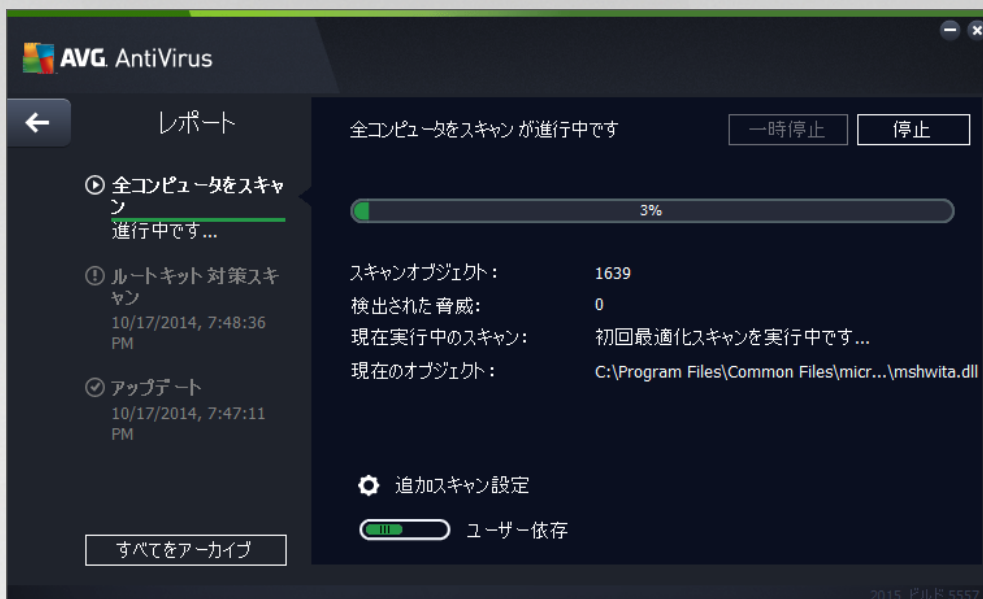 AVG AntiVirus
レポート
全コンピュータをスキャ
ン
進行中です...
ルートキット対策スキ
ャン
10/17/2014, 7:48:36
PM
アップデート
10/17/2014, 7:47:11
PM
すべてをアーカイブ
全コンピュータをスキャン が進行中です
一時停止
停止
3%
スキャンオブジェクト: 1639
検出された脅威: 0
現在実行中のスキャン: 初回最適化スキャンを実行中です...
現在のオブジェクト: C:\Program Files\Common Files\micr...\mshwita.dll
追加スキャン設定
ユーザー依存
2015. ビルド 5557